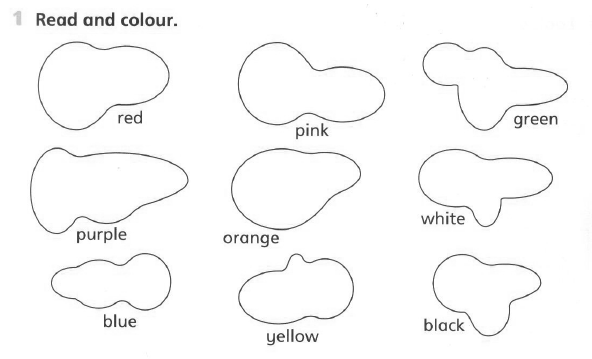 1 Read and colour.
red
pink
green
purple
orange
white
blue
yellow
black